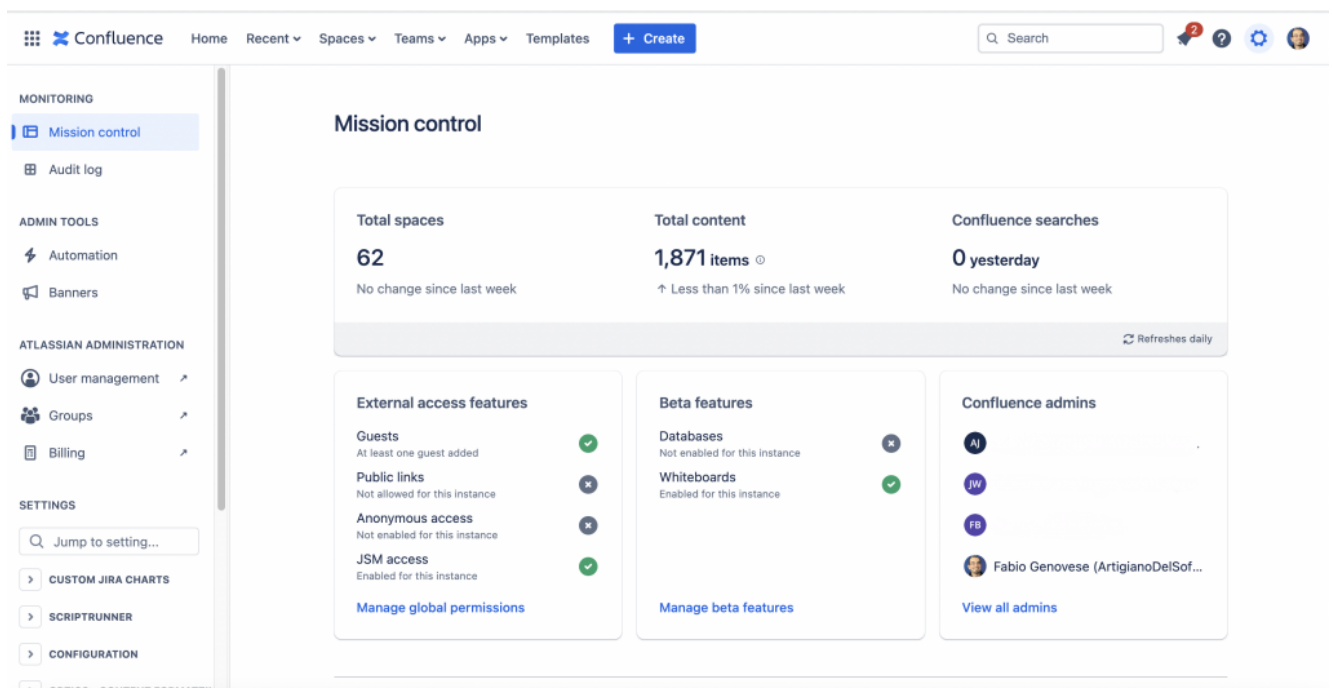 Confluence Home Recent Spaces Teams Apps Templates + Create Search 2
MONITORING
Mission control
Audit log
ADMIN TOOLS
Automation
Banners
ATLASSIAN ADMINISTRATION
User management
Groups
Billing
SETTINGS
Jump to setting...
CUSTOM JIRA CHARTS
SCRIPTRUNNER
CONFIGURATION
Mission control
Total spaces
62
No change since last week
Total content
1,871 items
↑ Less than 1% since last week
Confluence searches
0 yesterday
No change since last week
Refreshes daily
External access features
Guests
At least one guest added
Public links
Not allowed for this instance
Anonymous access
Not enabled for this instance
JSM access
Enabled for this instance
Manage global permissions
Beta features
Databases
Not enabled for this instance
Whiteboards
Enabled for this instance
Manage beta features
Confluence admins
AJ
JW
FB
Fabio Genovese (ArtigianoDelSof...
View all admins